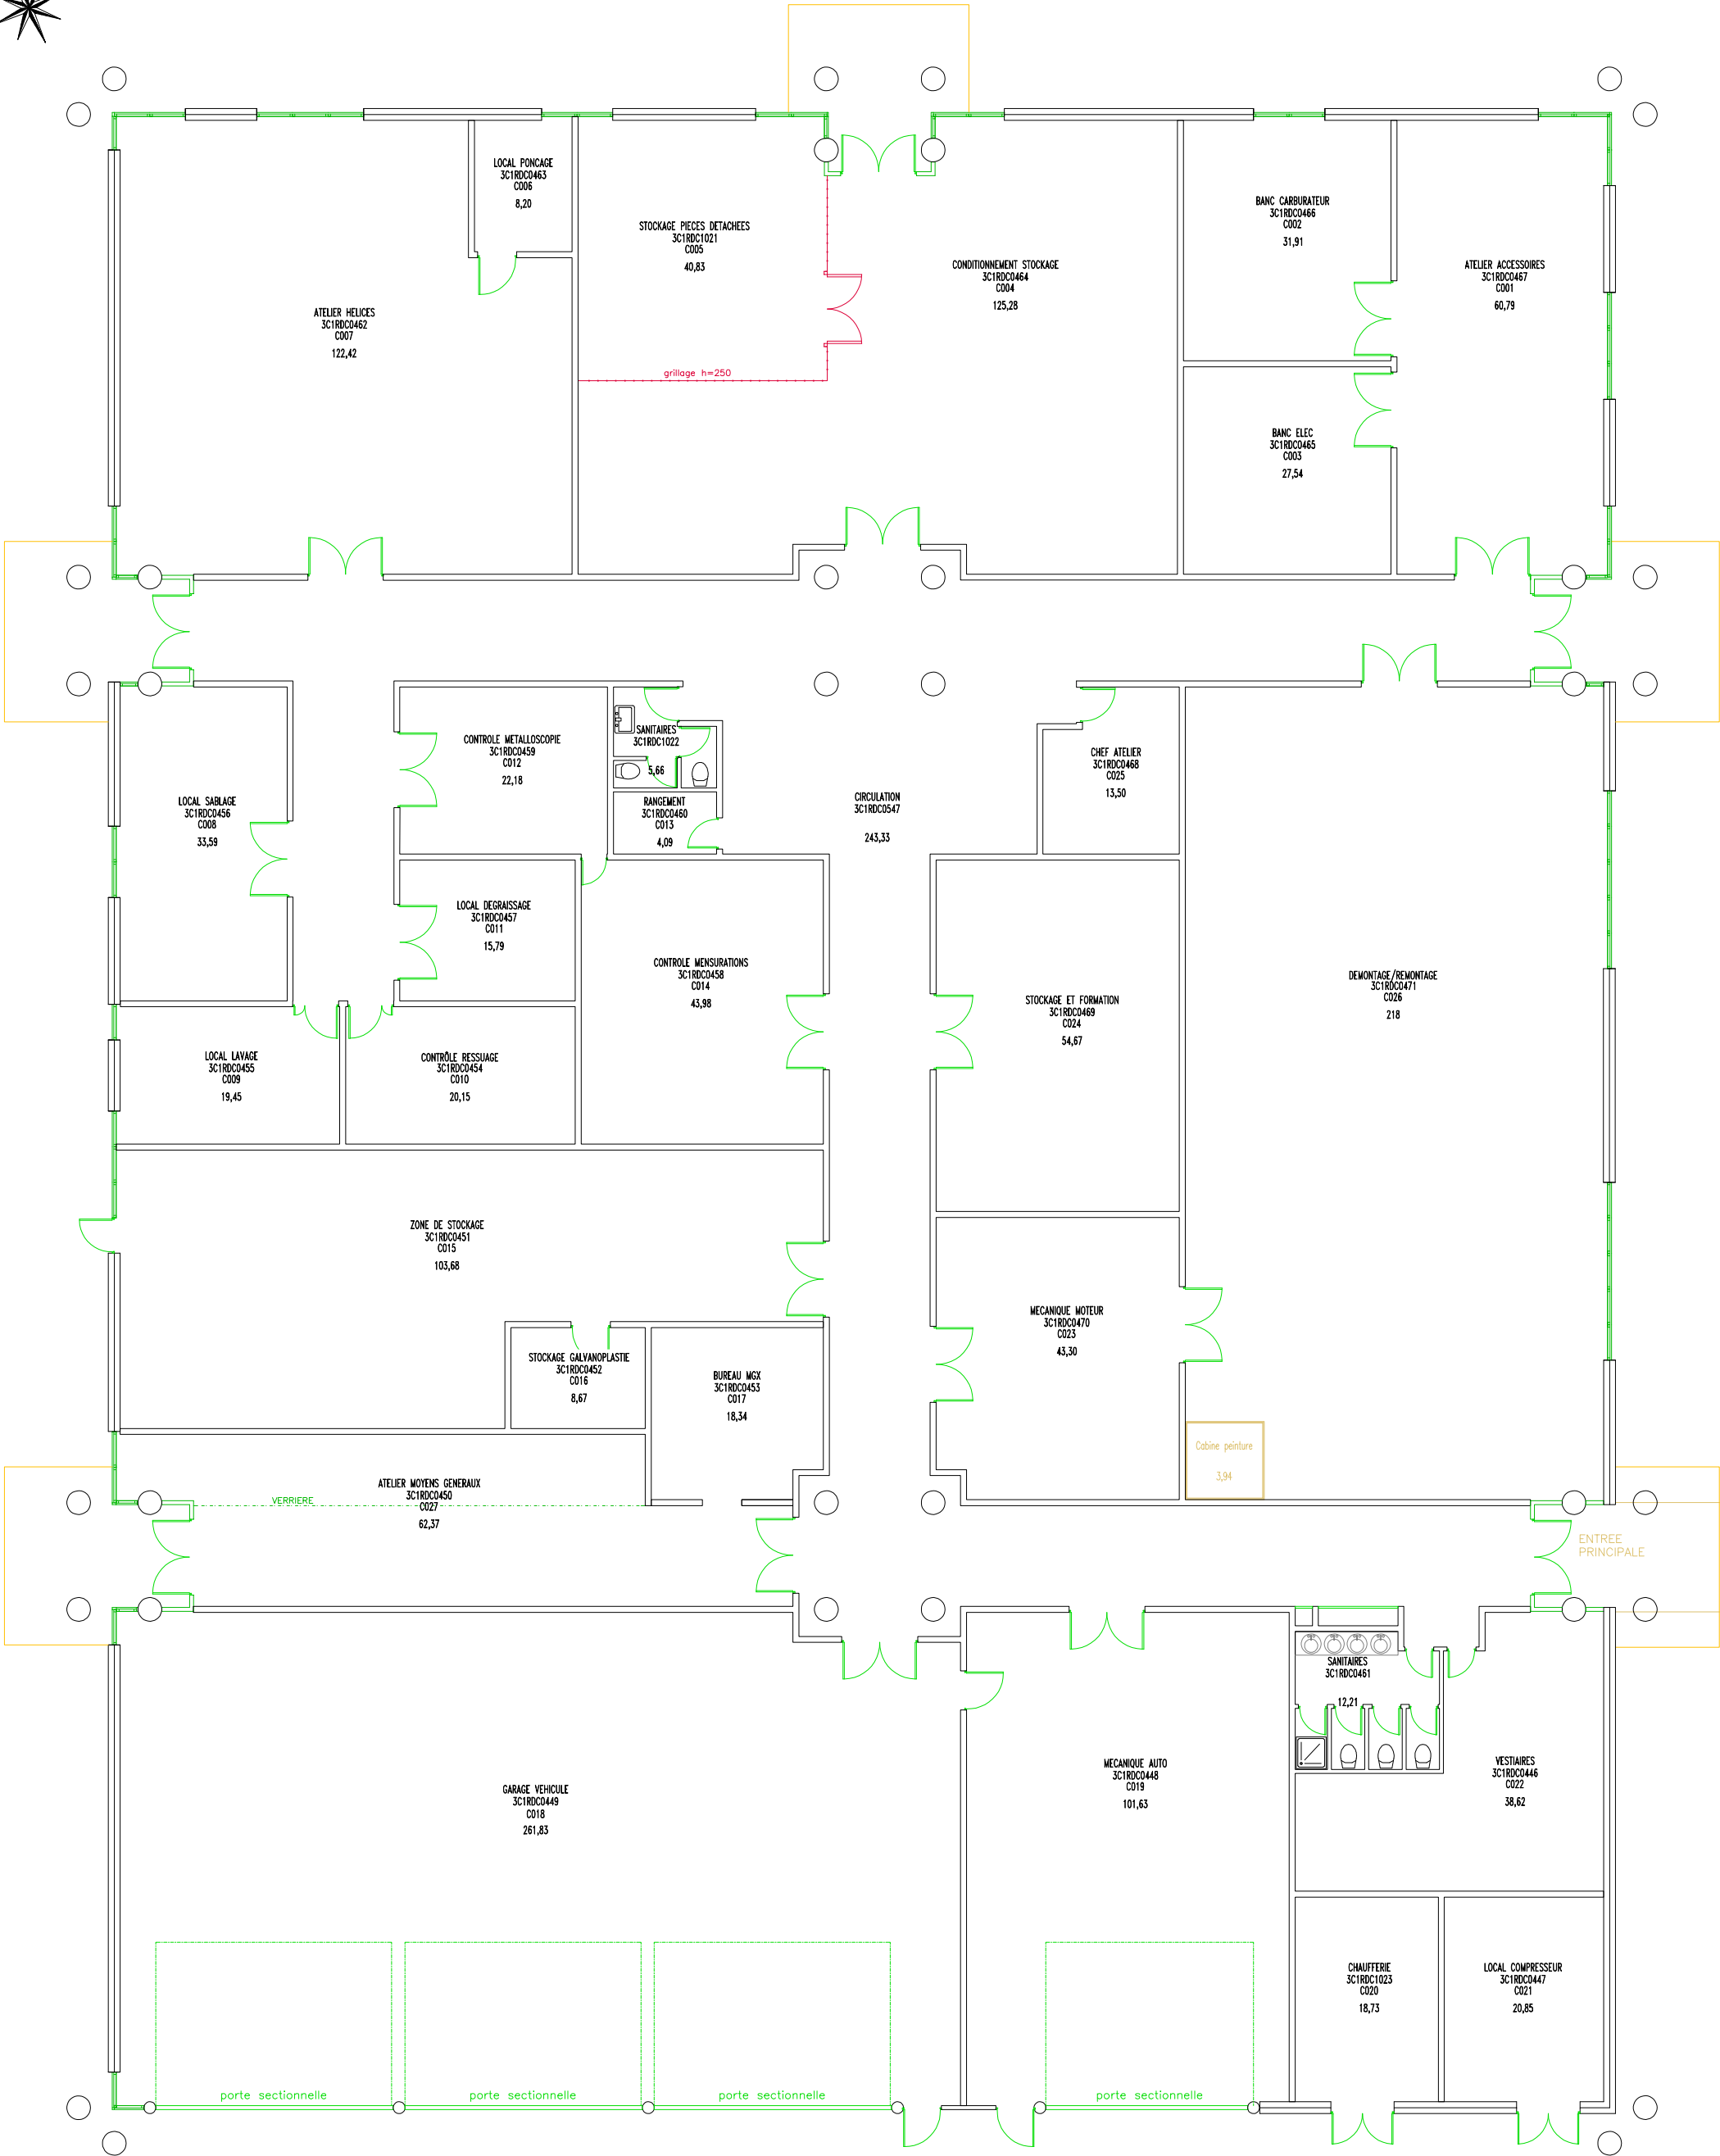 LOCAL PONCAGE
3C1RDC0463
C006
8,20
STOCKAGE PIECES DETACHEES
3C1RDC1021
C005
40,83
BANC CARBURATEUR
3C1RDC0466
C002
31,91
CONDITIONNEMENT STOCKAGE
3C1RDC0464
C004
125,28
ATELIER ACCESSOIRES
3C1RDC0467
C001
60,79
ATELIER HELICES
3C1RDC0462
C007
122,42
grillage h=250
BANC ELEC
3C1RDC0465
C003
27,54
SANITAIRES
3C1RDC1022
5,66
CONTROLE METALLOSCOPIE
3C1RDC0459
C012
22,18
CHEF ATELIER
3C1RDC0468
C025
13,50
LOCAL SABLAGE
3C1RDC0456
C008
33,59
RANGEMENT
3C1RDC0460
C013
4,09
CIRCULATION
3C1RDC0547
243,33
LOCAL DEGRAISSAGE
3C1RDC0457
C011
15,79
CONTROLE MENSURATIONS
3C1RDC0458
C014
43,98
DEMONTAGE/REMONTAGE
3C1RDC0471
C026
218
STOCKAGE ET FORMATION
3C1RDC0469
C024
54,67
LOCAL LAVAGE
3C1RDC0455
C009
19,45
CONTRÔLE RESSUAGE
3C1RDC0454
C010
20,15
ZONE DE STOCKAGE
3C1RDC0451
C015
103,68
MECANIQUE MOTEUR
3C1RDC0470
C023
43,30
STOCKAGE GALVANOPLASTIE
3C1RDC0452
C016
8,67
BUREAU MGX
3C1RDC0453
C017
18,34
Cabine peinture
3,94
ATELIER MOYENS GENERAUX
3C1RDC0450
C027
62,37
VERRIERE
ENTREE
PRINCIPALE
SANITAIRES
3C1RDC0461
12,21
GARAGE VEHICULE
3C1RDC0449
C018
261,83
MECANIQUE AUTO
3C1RDC0448
C019
101,63
VESTIAIRES
3C1RDC0446
C022
38,62
CHAUFFERIE
3C1RDC1023
C020
18,73
LOCAL COMPRESSEUR
3C1RDC0447
C021
20,85
porte sectionnelle
porte sectionnelle
porte sectionnelle
porte sectionnelle